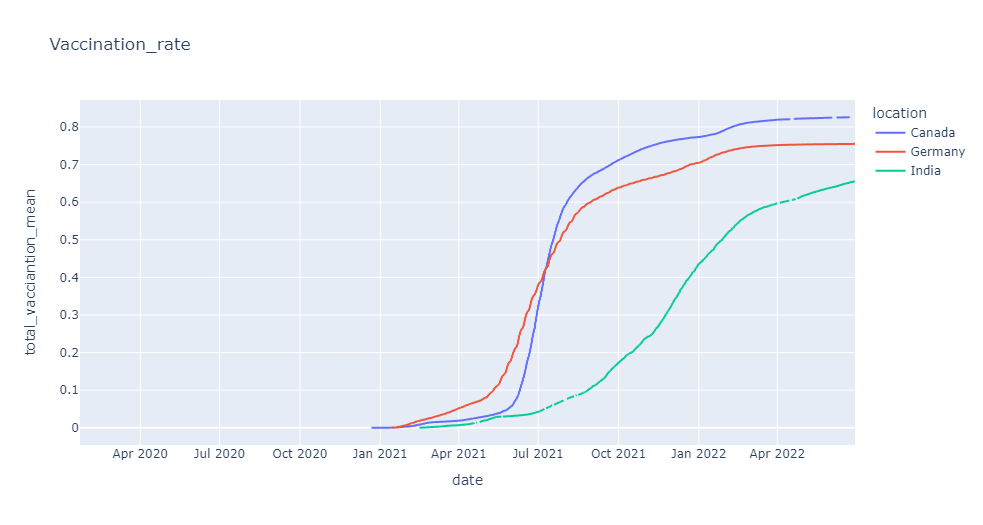 Vaccination_rate
location
Canada
Germany
India
total_vacciantion_mean
0.8
0.7
0.6
0.5
0.4
0.3
0.2
0.1
0
Apr 2020 Jul 2020 Oct 2020 Jan 2021 Apr 2021 Jul 2021 Oct 2021 Jan 2022 Apr 2022
date